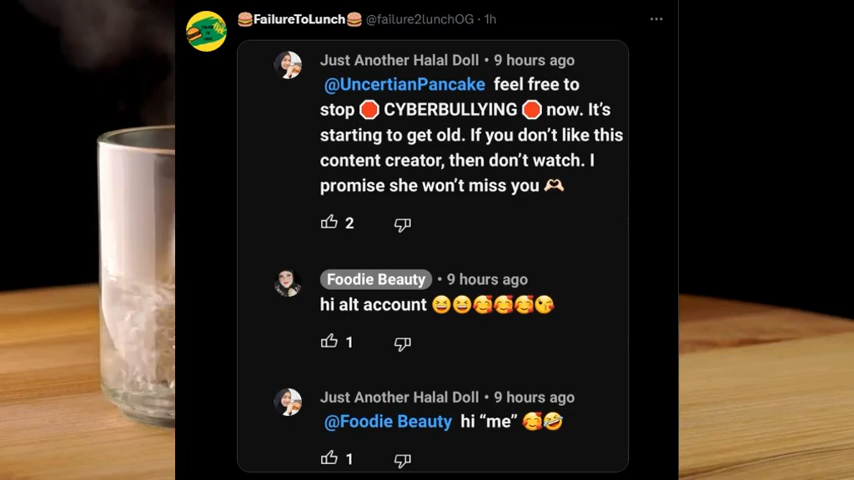 🍔FailureToLunch🍔 @failure2lunchOG · 1h
Just Another Halal Doll • 9 hours ago
@UncertianPancake feel free to
stop 🛑 CYBERBULLYING 🛑 now. It’s
starting to get old. If you don’t like this
content creator, then don’t watch. I
promise she won’t miss you 🫶🏻
2
Foodie Beauty • 9 hours ago
hi alt account 😆😆🥰🥰🥰😘
1
Just Another Halal Doll • 9 hours ago
@Foodie Beauty hi “me” 🥰🤣
1